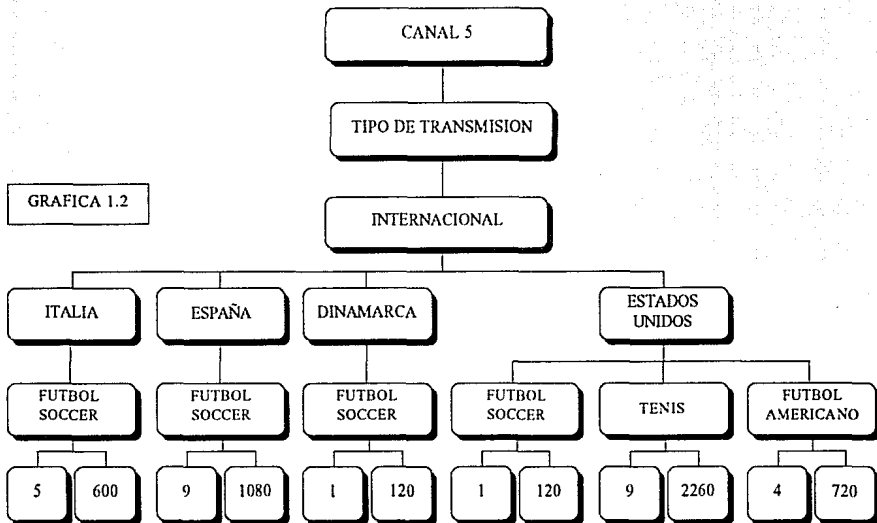 CANAL 5
TIPO DE TRANSMISION
GRAFICA 1.2
INTERNACIONAL
ITALIA
ESPAÑA
DINAMARCA
ESTADOS
UNIDOS
FUTBOL
SOCCER
FUTBOL
SOCCER
FUTBOL
SOCCER
FUTBOL
SOCCER
TENIS
FUTBOL
AMERICANO
5
600
9
1080
1
120
1
120
9
2260
4
720